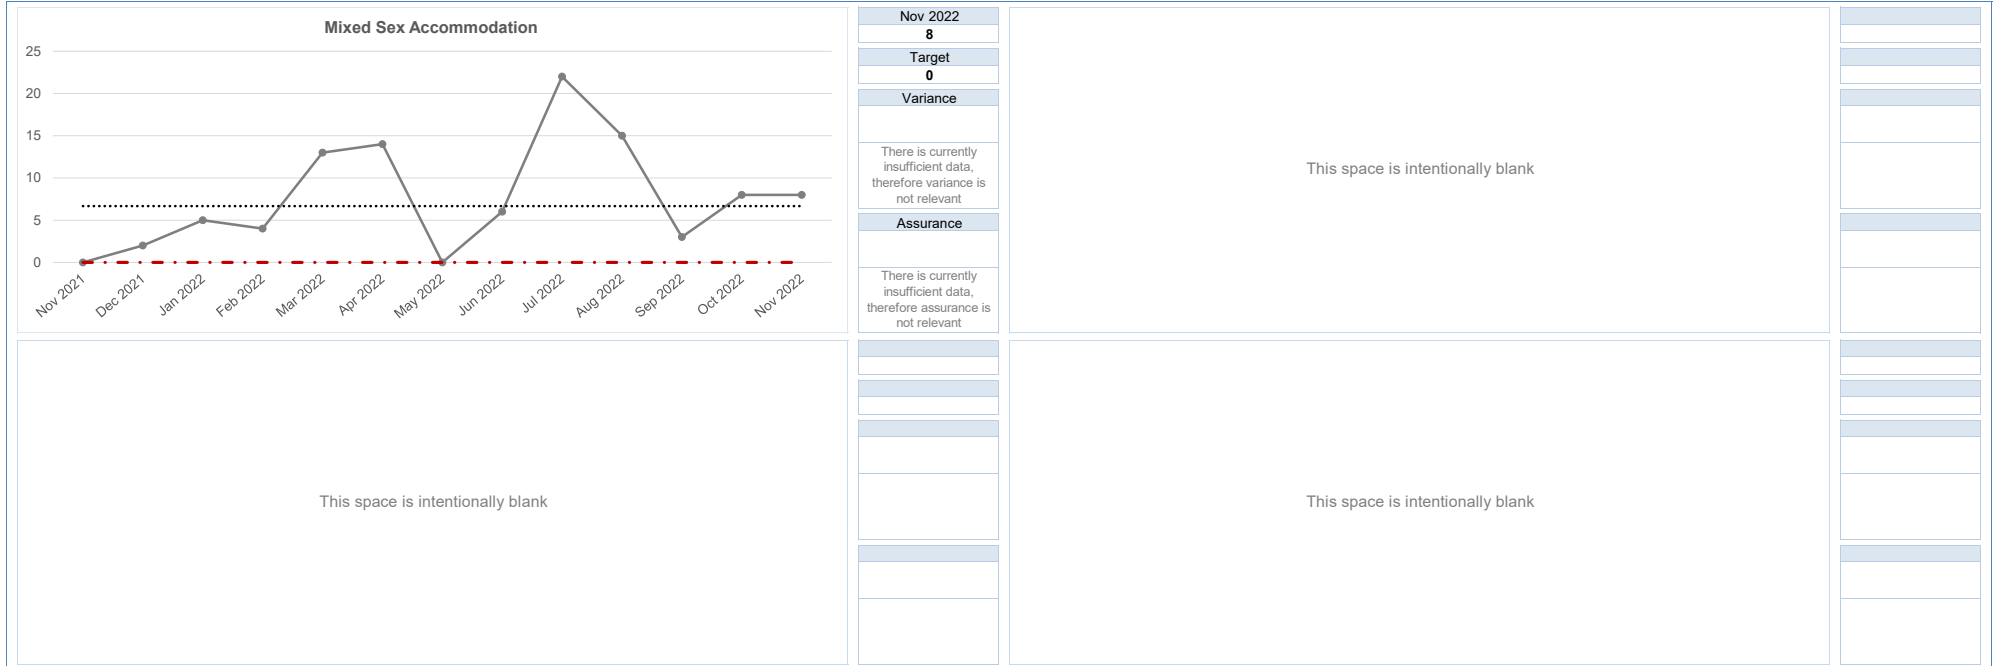 Mixed Sex Accommodation
25
20
15
10
5
0
Nov 2021
Dec 2021
Jan 2022
Feb 2022
Mar 2022
Apr 2022
May 2022
Jun 2022
Jul 2022
Aug 2022
Sep 2022
Oct 2022
Nov 2022
Nov 2022
8
Target
0
Variance
There is currently
insufficient data,
therefore variance is
not relevant
Assurance
There is currently
insufficient data,
therefore assurance is
not relevant
This space is intentionally blank
This space is intentionally blank
This space is intentionally blank